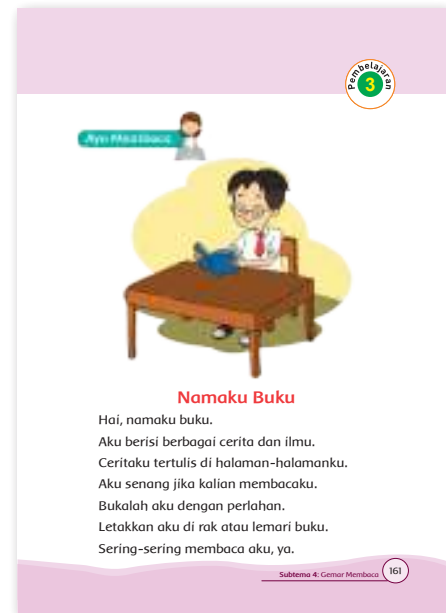 Pembelajaran
3
Ayo Membaca
Namaku Buku
Hai, namaku buku.
Aku berisi berbagai cerita dan ilmu.
Ceritaku tertulis di halaman-halamanku.
Aku senang jika kalian membacaku.
Bukalah aku dengan perlahan.
Letakkan aku di rak atau lemari buku.
Sering-sering membaca aku, ya.
Subtema 4: Gemar Membaca 161